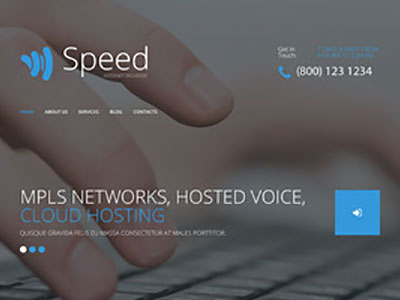 Speed
INTERNET PROVIDER
Get In
Touch:
(800) 123 1234
HOME
ABOUT US
SERVICES
BLOG
CONTACTS
MPLS NETWORKS, HOSTED VOICE,
CLOUD HOSTING
QUISQUE GRAVIDA FELIS EU MASSA CONSECTETUR AT MALES PORTTITOR.